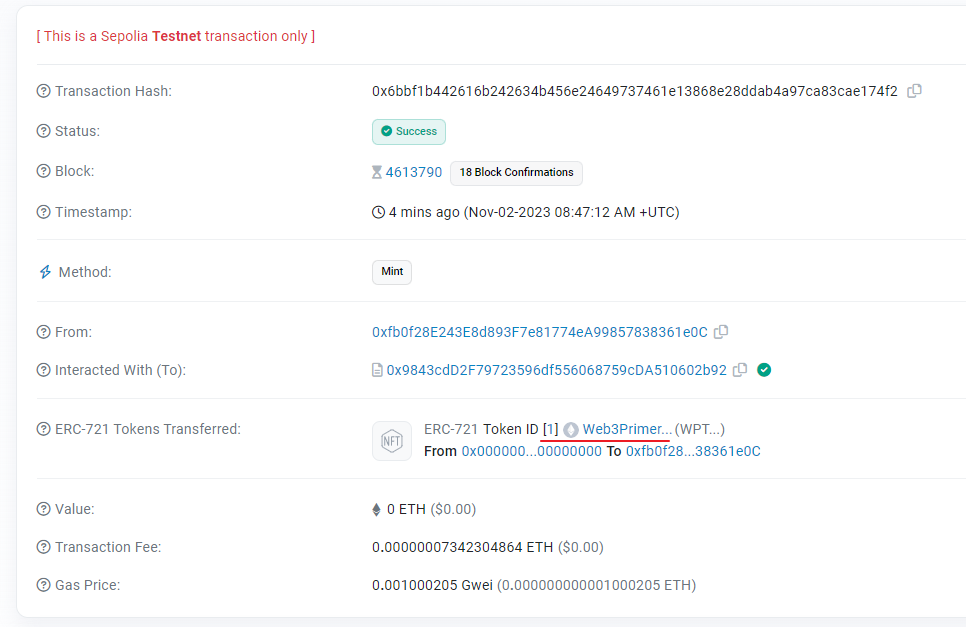 [ This is a Sepolia Testnet transaction only ]
Transaction Hash: 0x6bbf1b442616b242634b456e24649737461e13868e28ddab4a97ca83cae174f2
Status: Success
Block: 4613790 18 Block Confirmations
Timestamp: 4 mins ago (Nov-02-2023 08:47:12 AM +UTC)
Method: Mint
From: 0xfb0f28E243E8d893F7e81774eA99857838361e0C
Interacted With (To): 0x9843cdD2F79723596df556068759cDA510602b92
ERC-721 Tokens Transferred: NFT ERC-721 Token ID [1] Web3Primer... (WPT...)
From 0x000000...00000000 To 0xfb0f28...38361e0C
Value: 0 ETH ($0.00)
Transaction Fee: 0.00000007342304864 ETH ($0.00)
Gas Price: 0.001000205 Gwei (0.000000000001000205 ETH)